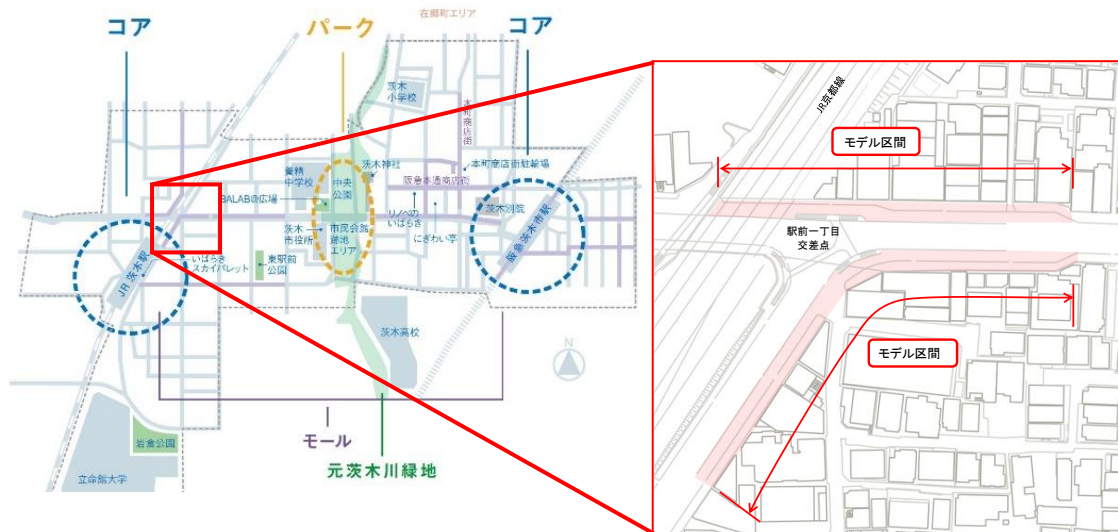 在郷町エリア
コア
パーク
コア
茨木
小学校
本町商店街
養精
中学校
茨木神社
本町商店街駐輪場
中央
公園
阪急本通商店街
IBALAB@広場
リノベの
いばらき
茨木別院
茨木
市役所
市民会館
跡地
エリア
にぎわい亭
阪急茨木市駅
いばらき
スカイパレット
東駅前
公園
JR 茨木駅
茨木高校
N
モール
岩倉公園
元茨木川緑地
立命館大学
JR京都線
モデル区間
駅前一丁目
交差点
モデル区間